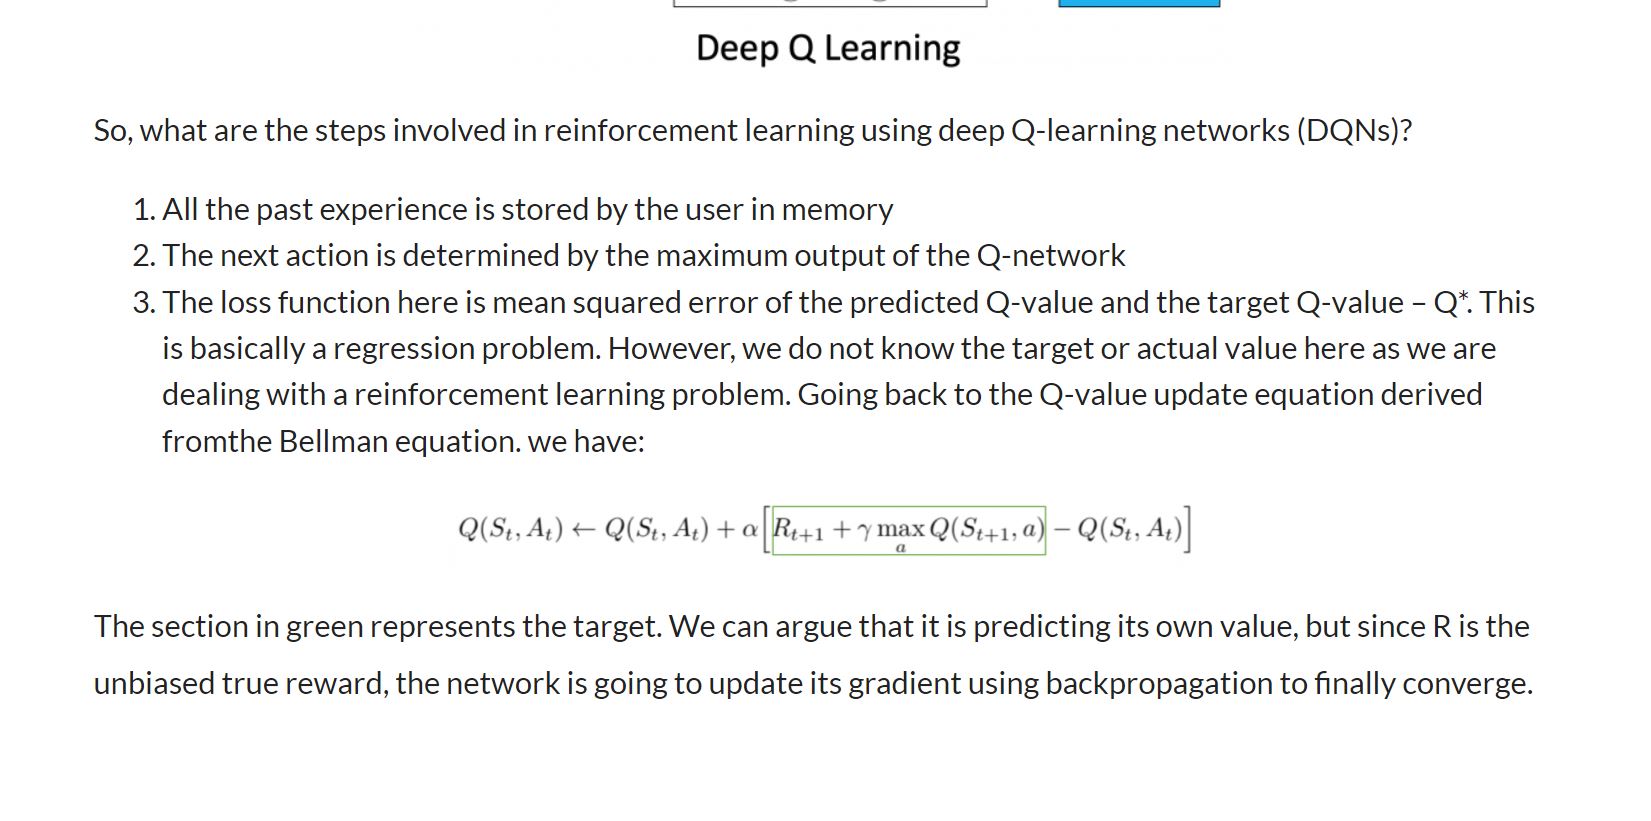 Deep Q Learning
So, what are the steps involved in reinforcement learning using deep Q-learning networks (DQNs)?
1. All the past experience is stored by the user in memory
2. The next action is determined by the maximum output of the Q-network
3. The loss function here is mean squared error of the predicted Q-value and the target Q-value – Q*. This
is basically a regression problem. However, we do not know the target or actual value here as we are
dealing with a reinforcement learning problem. Going back to the Q-value update equation derived
fromthe Bellman equation. we have:
Q(S_t, A_t) ← Q(S_t, A_t) + α[R_{t+1} + γ max_a Q(S_{t+1}, a) − Q(S_t, A_t)]
The section in green represents the target. We can argue that it is predicting its own value, but since R is the
unbiased true reward, the network is going to update its gradient using backpropagation to finally converge.